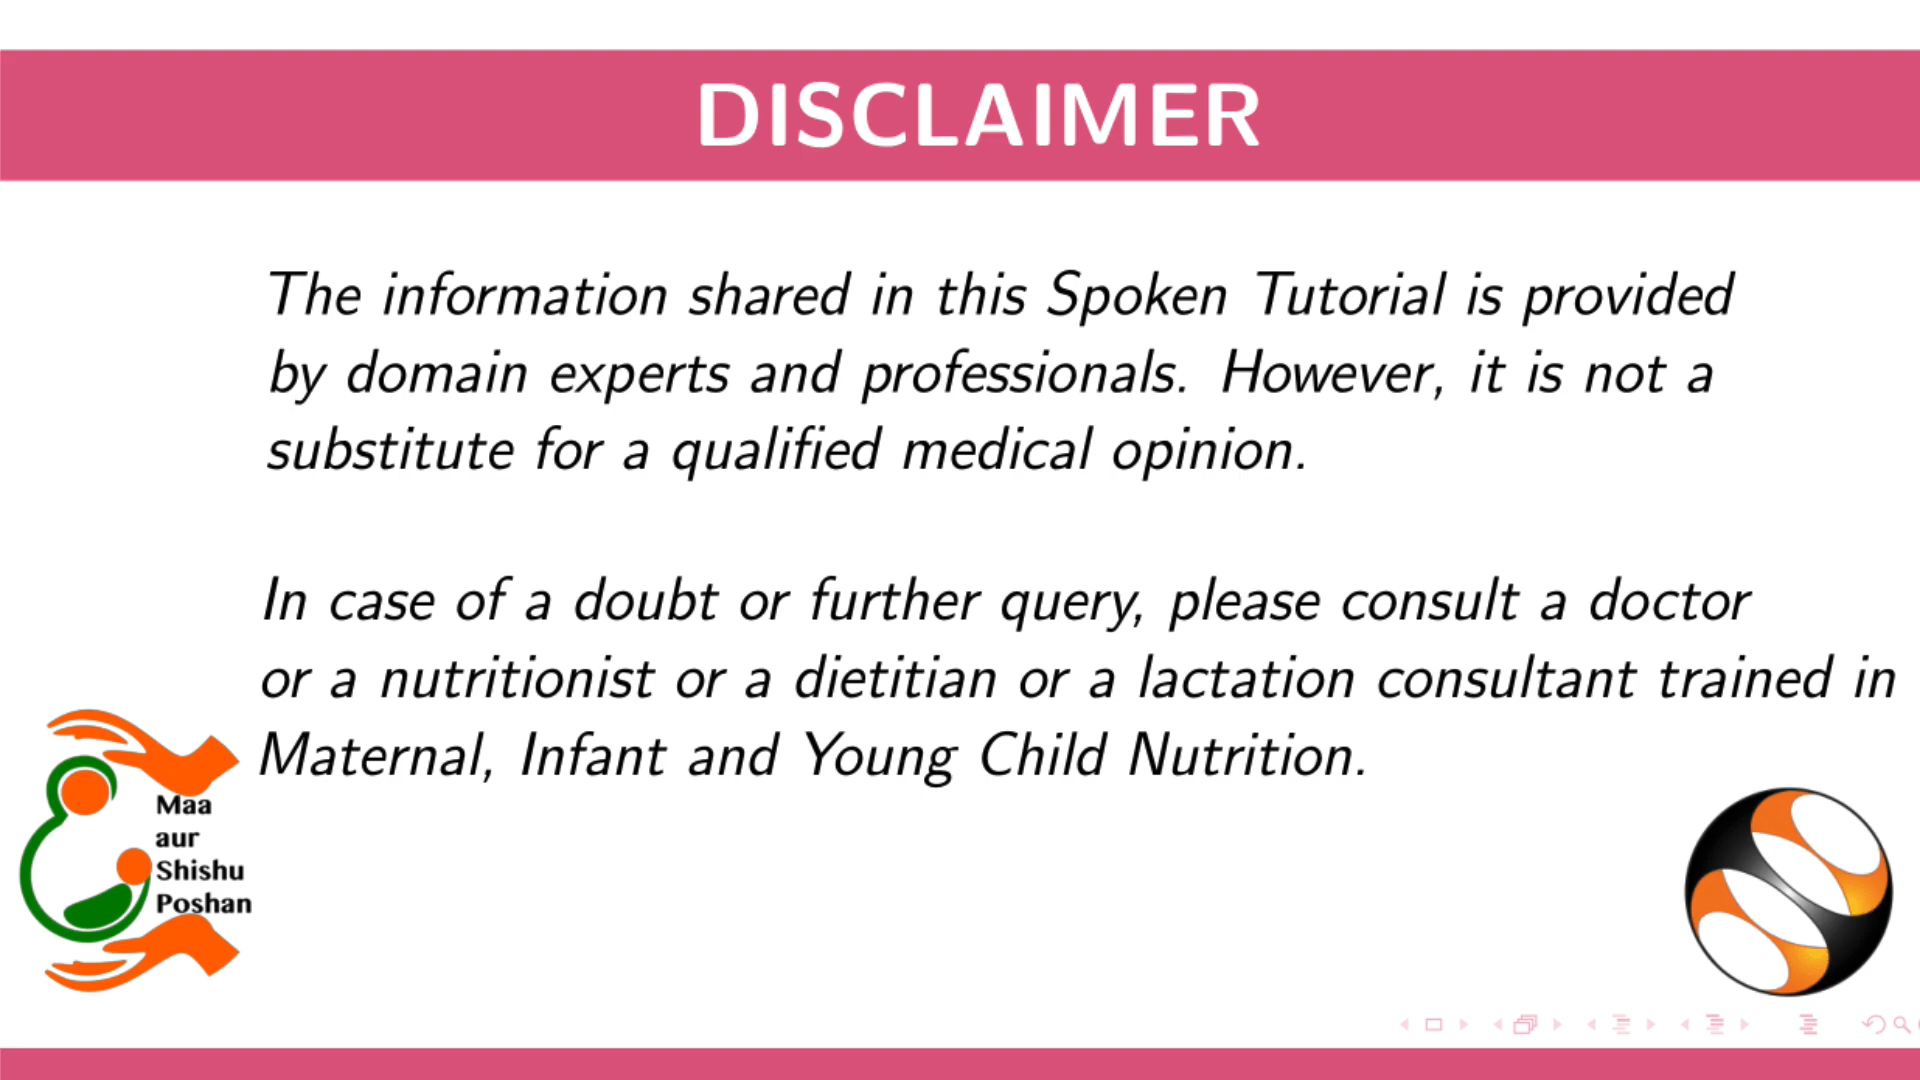 DISCLAIMER
The information shared in this Spoken Tutorial is provided
by domain experts and professionals. However, it is not a
substitute for a qualified medical opinion.
In case of a doubt or further query, please consult a doctor
or a nutritionist or a dietitian or a lactation consultant trained in
Maternal, Infant and Young Child Nutrition.
Maa
aur
Shishu
Poshan